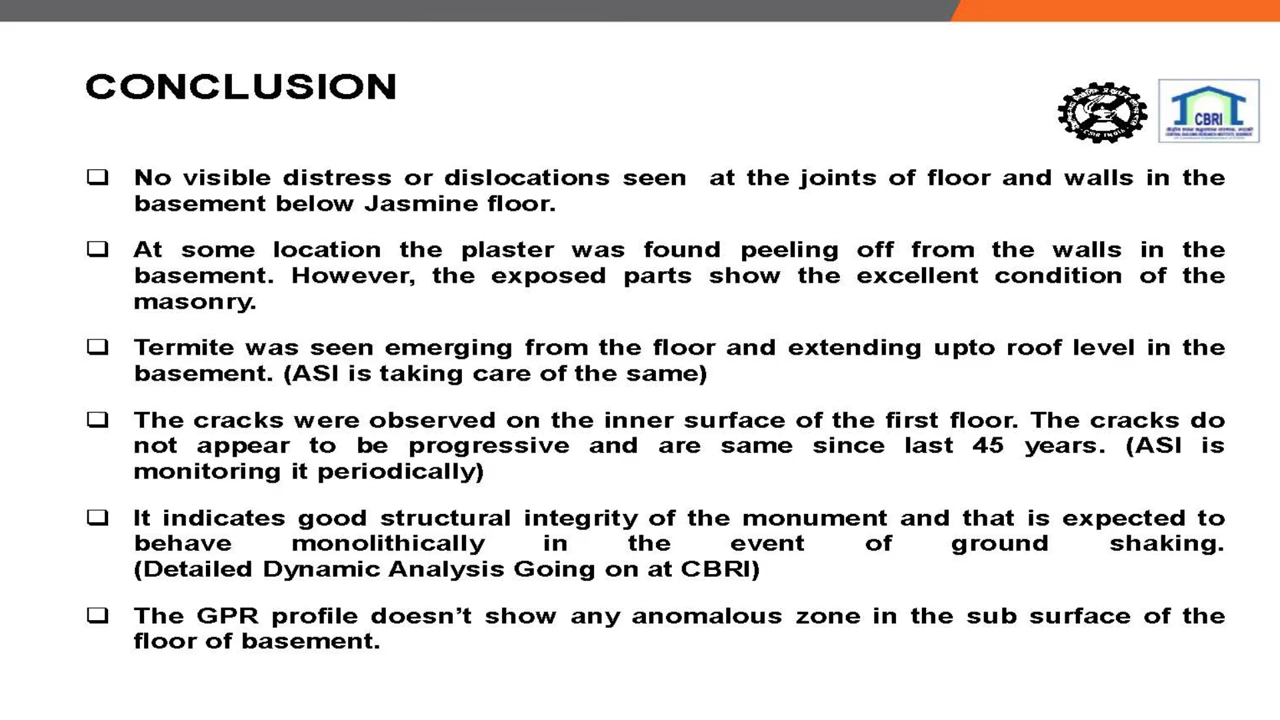 CONCLUSION
CSIR INDIA
CBRI
❑ No visible distress or dislocations seen at the joints of floor and walls in the
basement below Jasmine floor.
❑ At some location the plaster was found peeling off from the walls in the
basement. However, the exposed parts show the excellent condition of the
masonry.
❑ Termite was seen emerging from the floor and extending upto roof level in the
basement. (ASI is taking care of the same)
❑ The cracks were observed on the inner surface of the first floor. The cracks do
not appear to be progressive and are same since last 45 years. (ASI is
monitoring it periodically)
❑ It indicates good structural integrity of the monument and that is expected to
behave monolithically in the event of ground shaking.
(Detailed Dynamic Analysis Going on at CBRI)
❑ The GPR profile doesn’t show any anomalous zone in the sub surface of the
floor of basement.